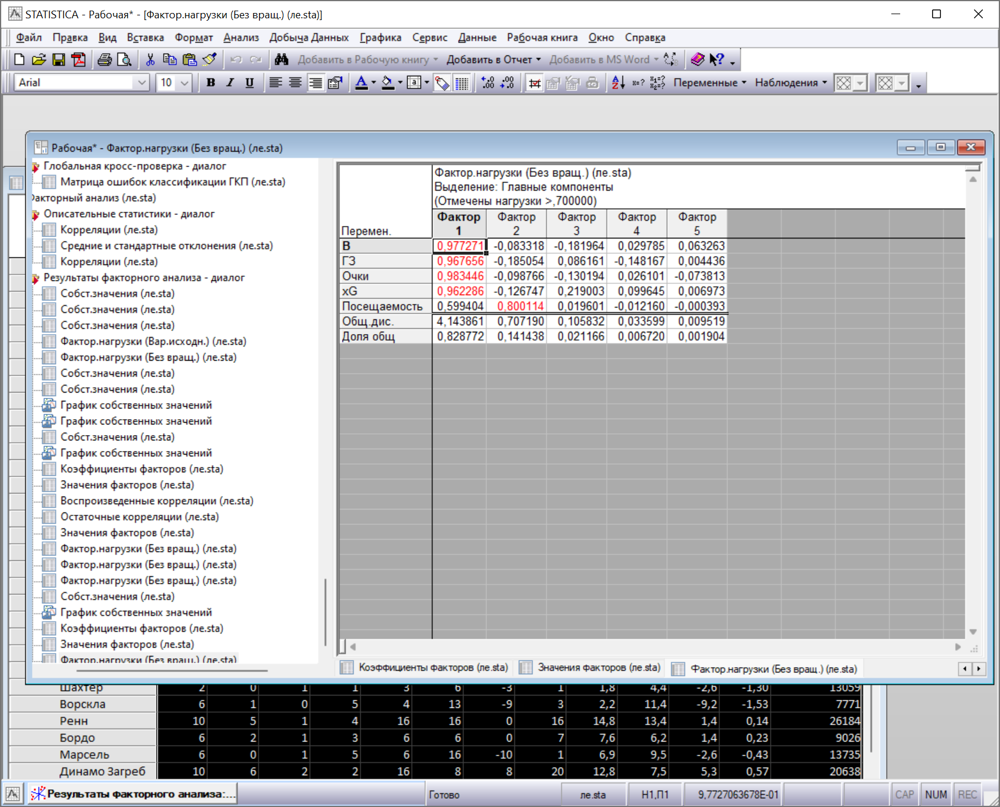 STATISTICA - Рабочая* - [Фактор.нагрузки (Без вращ.) (ле.sta)]
Файл Правка Вид Вставка Формат Анализ Добыча Данных Графика Сервис Данные Рабочая книга Окно Справка
Добавить в Рабочую книгу Добавить в Отчет Добавить в MS Word
Arial 10 B I U Переменные Наблюдения
Рабочая* - Фактор.нагрузки (Без вращ.) (ле.sta)
Глобальная кросс-проверка - диалог
Матрица ошибок классификации ГКП (ле.sta)
Факторный анализ (ле.sta)
Описательные статистики - диалог
Корреляции (ле.sta)
Средние и стандартные отклонения (ле.sta)
Корреляции (ле.sta)
Результаты факторного анализа - диалог
Собст.значения (ле.sta)
Собст.значения (ле.sta)
Собст.значения (ле.sta)
Фактор.нагрузки (Вар.исходн.) (ле.sta)
Фактор.нагрузки (Без вращ.) (ле.sta)
Собст.значения (ле.sta)
Собст.значения (ле.sta)
График собственных значений
График собственных значений
Собст.значения (ле.sta)
График собственных значений
Коэффициенты факторов (ле.sta)
Значения факторов (ле.sta)
Воспроизведенные корреляции (ле.sta)
Остаточные корреляции (ле.sta)
Значения факторов (ле.sta)
Фактор.нагрузки (Без вращ.) (ле.sta)
Фактор.нагрузки (Без вращ.) (ле.sta)
Фактор.нагрузки (Без вращ.) (ле.sta)
Собст.значения (ле.sta)
График собственных значений
Коэффициенты факторов (ле.sta)
Значения факторов (ле.sta)
Фактор.нагрузки (Без вращ.) (ле.sta)
Фактор.нагрузки (Без вращ.) (ле.sta)
Выделение: Главные компоненты
(Отмечены нагрузки >,700000)
Фактор Фактор Фактор Фактор Фактор
Перемен. 1 2 3 4 5
В 0,977271 -0,083318 -0,181964 0,029785 0,063263
ГЗ 0,967656 -0,185054 0,086161 -0,148167 0,004436
Очки 0,983446 -0,098766 -0,130194 0,026101 -0,073813
xG 0,962286 -0,126747 0,219003 0,099645 0,006973
Посещаемость 0,599404 0,800114 0,019601 -0,012160 -0,000393
Общ.дис. 4,143861 0,707190 0,105832 0,033599 0,009519
Доля общ 0,828772 0,141438 0,021166 0,006720 0,001904
Коэффициенты факторов (ле.sta) Значения факторов (ле.sta) Фактор.нагрузки (Без вращ.) (ле.sta)
Шахтер 2 0 1 1 3 6 -3 1 1,8 4,4 -2,6 -1,30 13059
Ворскла 6 1 0 5 4 13 -9 3 2,2 11,4 -9,2 -1,53 7771
Ренн 10 5 1 4 16 16 0 16 14,8 13,4 1,4 0,14 26184
Бордо 6 2 1 3 6 6 0 7 7,6 6,2 1,4 0,23 9026
Марсель 6 0 1 5 6 16 -10 1 6,9 9,5 -2,6 -0,43 13735
Динамо Загреб 10 6 2 2 16 8 8 20 12,8 7,5 5,3 0,57 20638
Результаты факторного анализа:... Готово ле.sta Н1,П1 9,7727063678E-01 CAP NUM REC